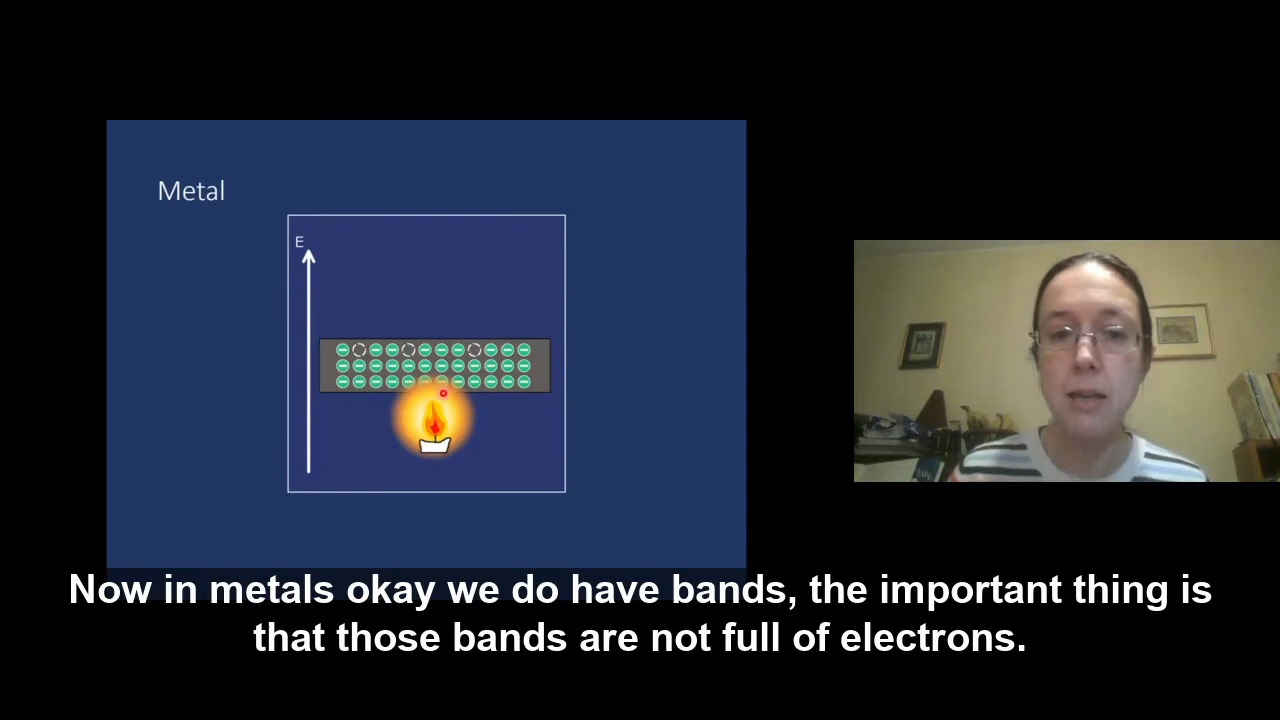 Metal
E
Now in metals okay we do have bands, the important thing is
that those bands are not full of electrons.